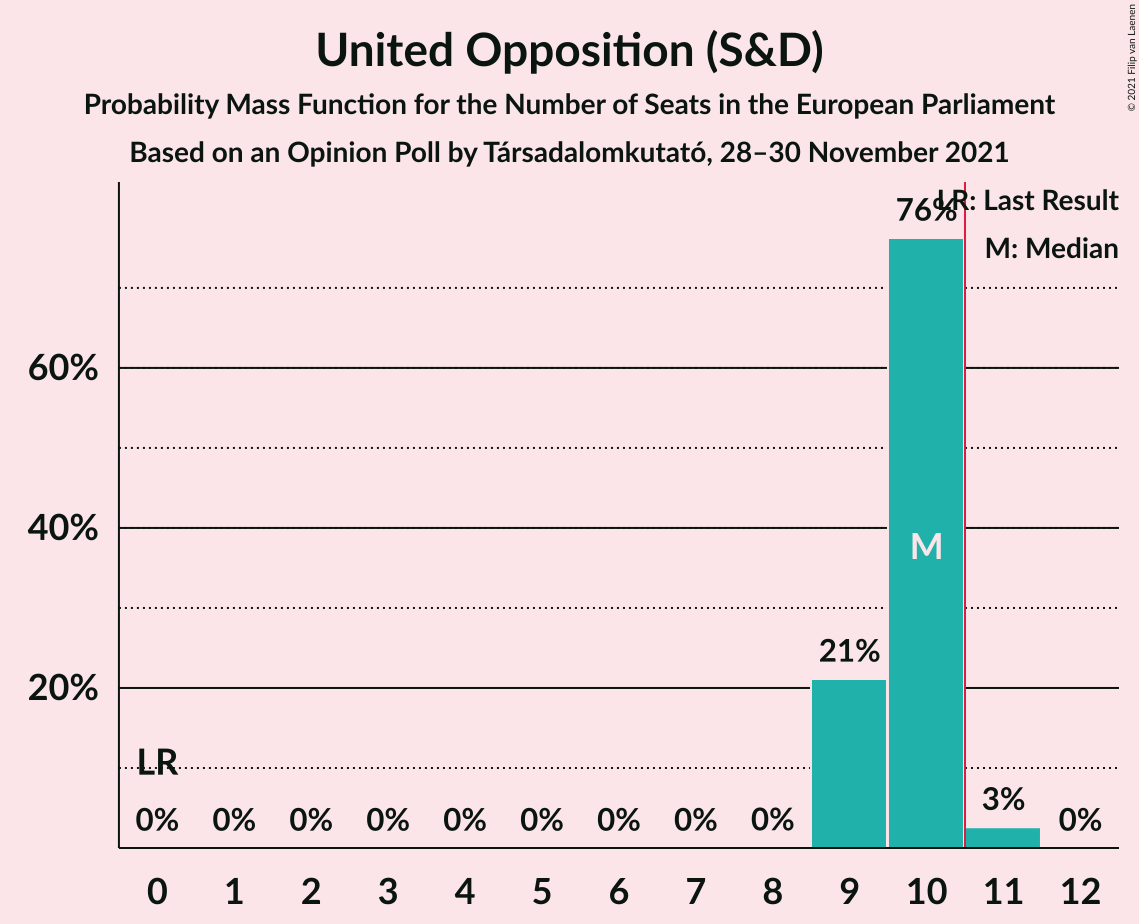 United Opposition (S&D)
Probability Mass Function for the Number of Seats in the European Parliament
Based on an Opinion Poll by Társadalomkutató, 28–30 November 2021
© 2021 Filip van Laenen
LR: Last Result
M: Median
76%
60%
40%
M
21%
20%
LR
3%
0% 0% 0% 0% 0% 0% 0% 0% 0% 0%
0 1 2 3 4 5 6 7 8 9 10 11 12